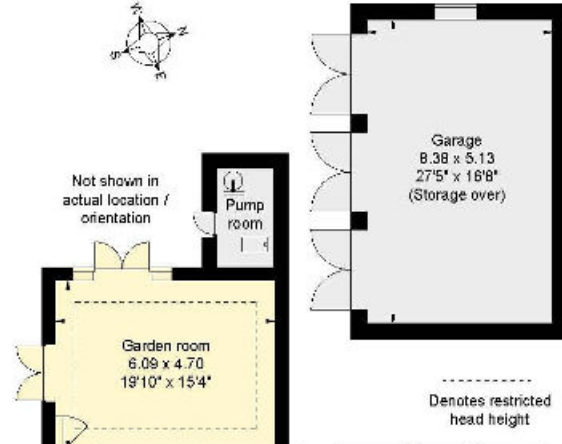 N
W
S
E
Garage
8.38 x 5.13
27'5" x 16'8"
(Storage over)
Not shown in
actual location /
orientation
Pump
room
Garden room
6.09 x 4.70
19'10" x 15'4"
Denotes restricted
head height